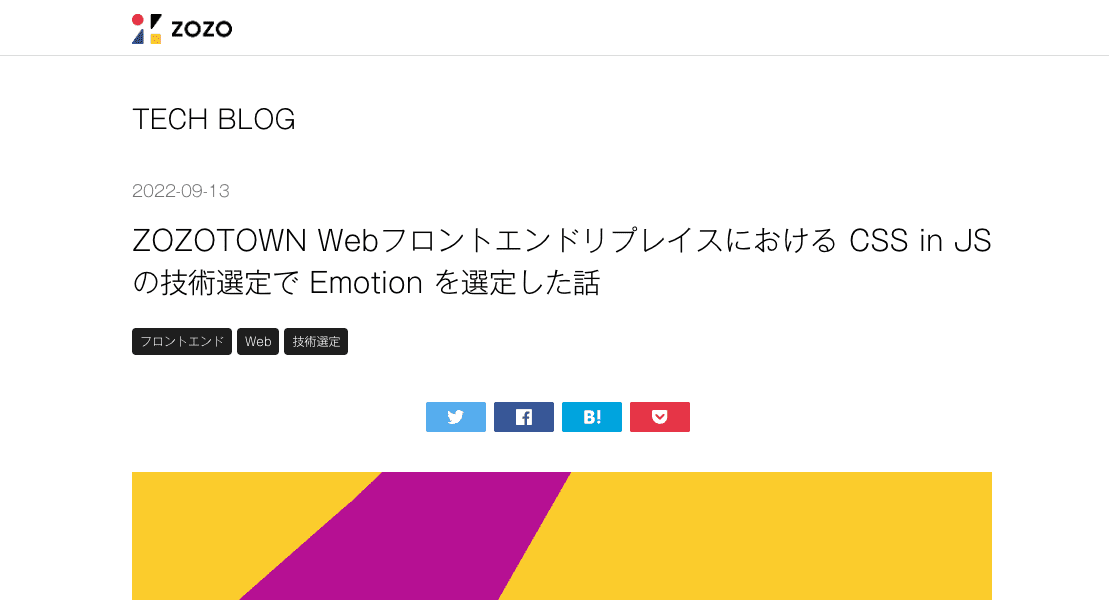 ZOZO
TECH BLOG
2022-09-13
ZOZOTOWN Webフロントエンドリプレイスにおける CSS in JS
の技術選定で Emotion を選定した話
フロントエンド Web 技術選定
B!